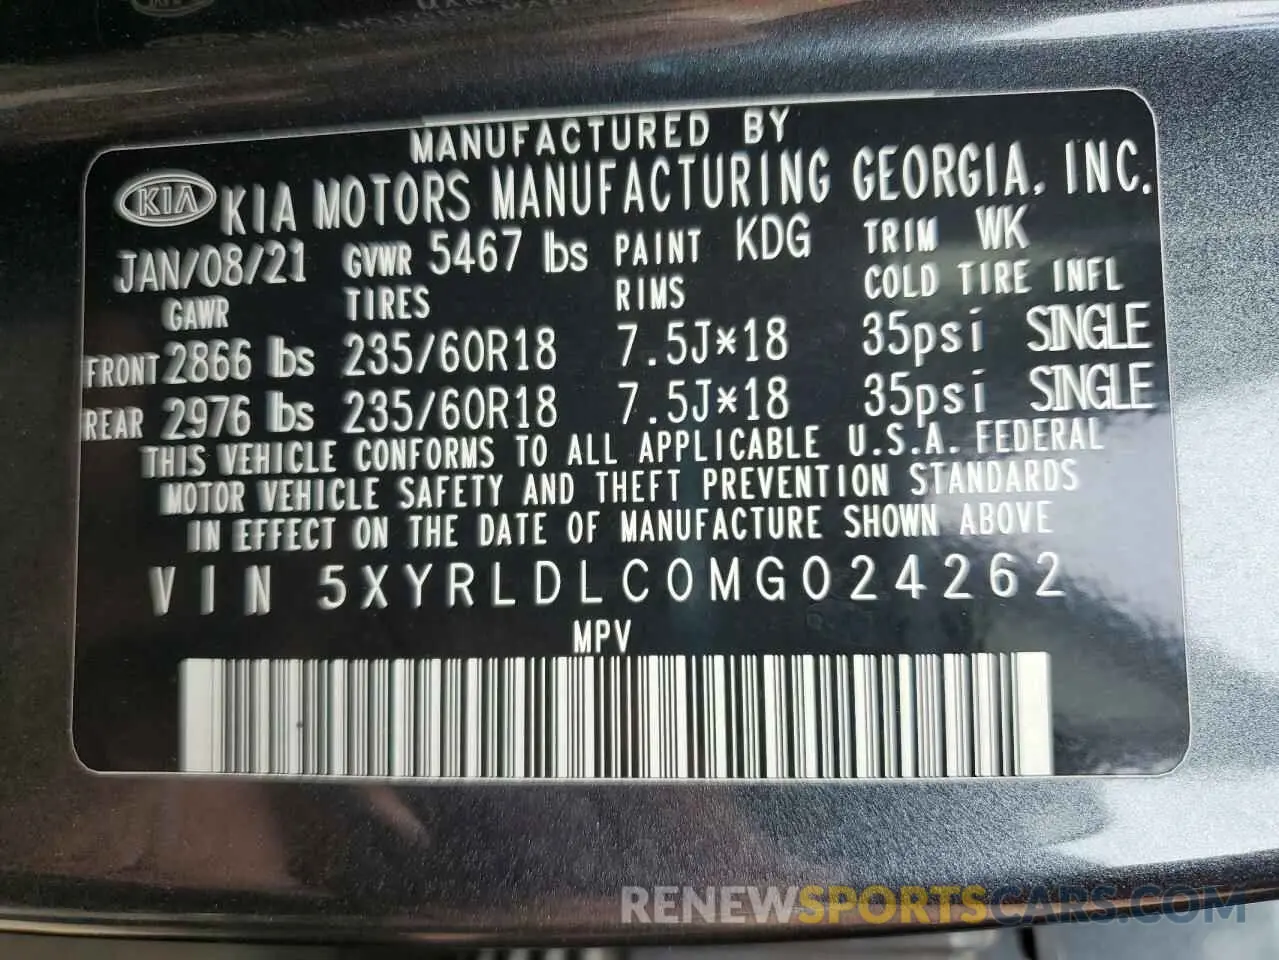 MANUFACTURED BY
KIA KIA MOTORS MANUFACTURING GEORGIA, INC.
JAN/08/21 GVWR 5467 lbs PAINT KDG TRIM WK
GAWR TIRES RIMS COLD TIRE INFL
FRONT 2866 lbs 235/60R18 7.5J*18 35psi SINGLE
REAR 2976 lbs 235/60R18 7.5J*18 35psi SINGLE
THIS VEHICLE CONFORMS TO ALL APPLICABLE U.S.A. FEDERAL
MOTOR VEHICLE SAFETY AND THEFT PREVENTION STANDARDS
IN EFFECT ON THE DATE OF MANUFACTURE SHOWN ABOVE
VIN 5XYRLDLC0MG024262
MPV
RENEWSPORTSCARS.COM